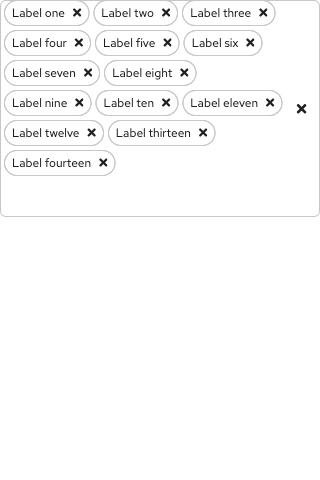 Label one Label two Label three
Label four Label five Label six
Label seven Label eight
Label nine Label ten Label eleven
Label twelve Label thirteen
Label fourteen